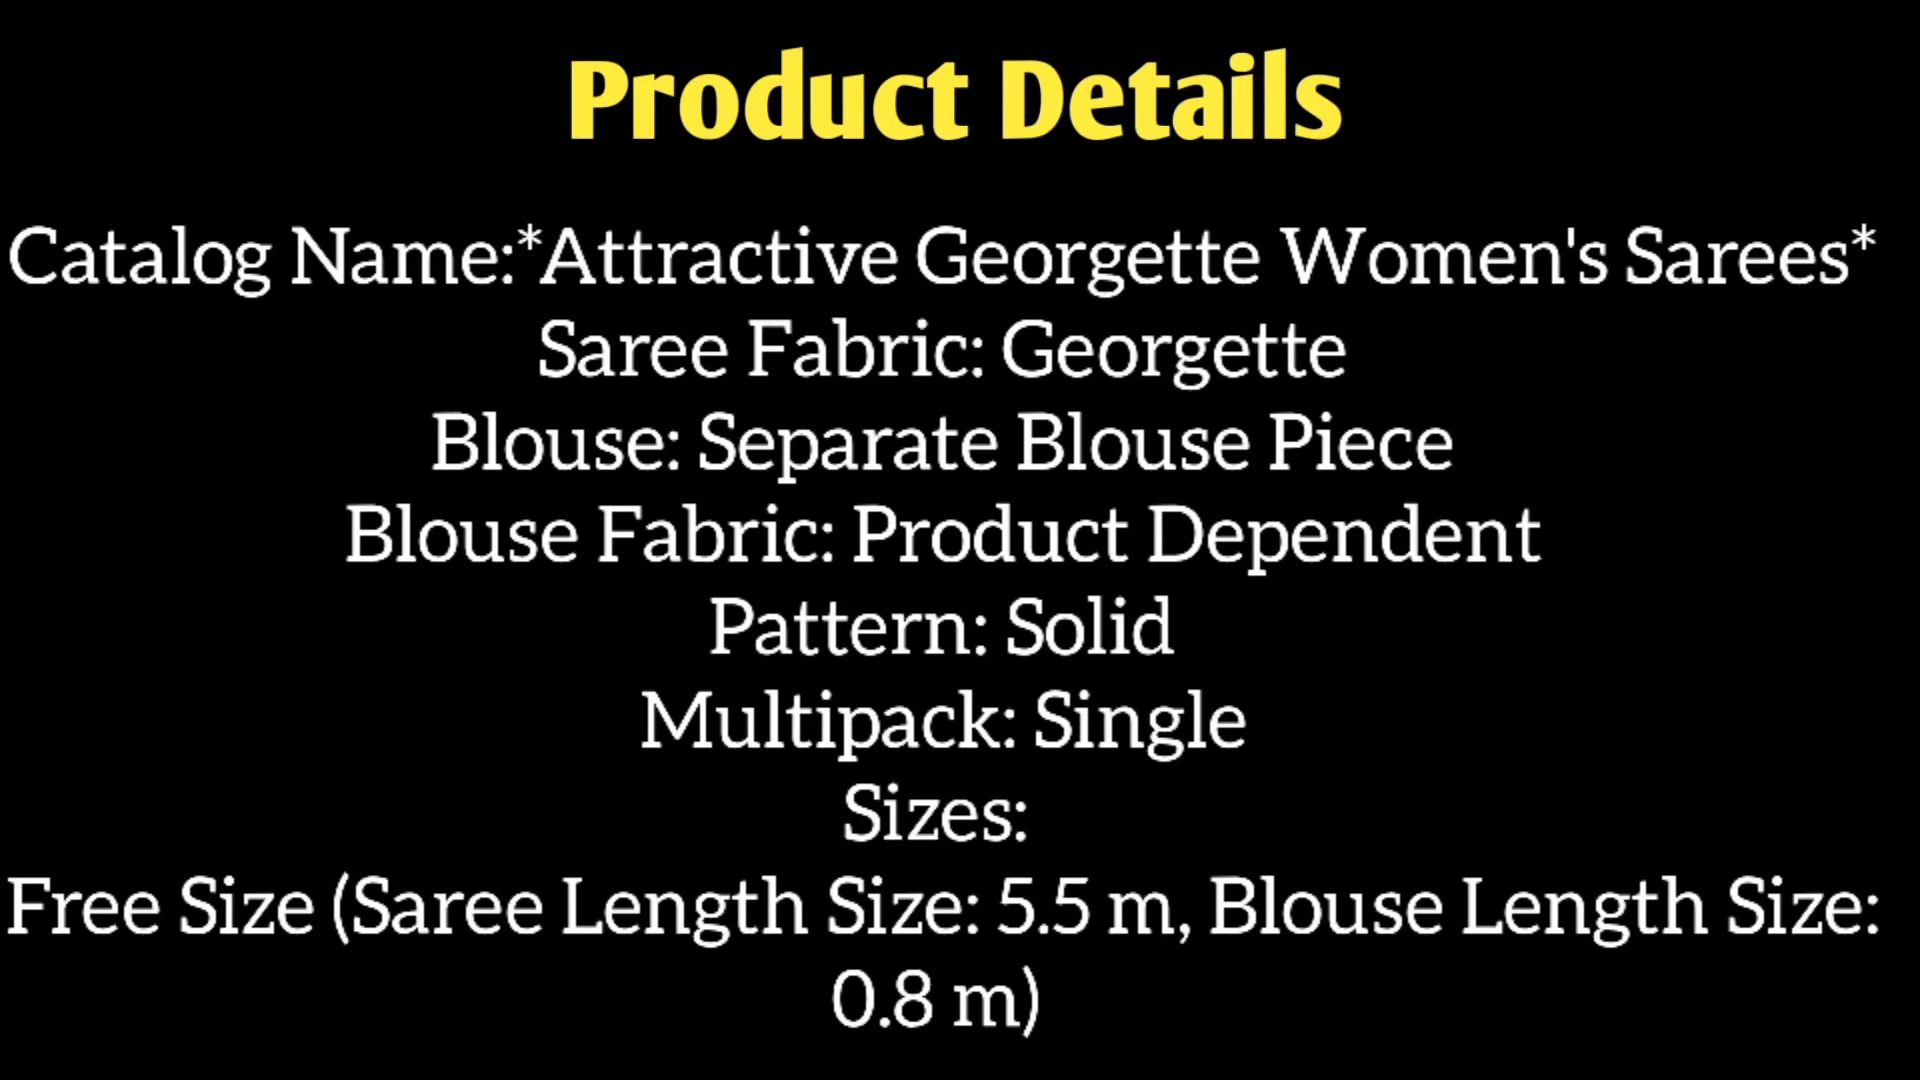 Product Details
Catalog Name:*Attractive Georgette Women's Sarees*
Saree Fabric: Georgette
Blouse: Separate Blouse Piece
Blouse Fabric: Product Dependent
Pattern: Solid
Multipack: Single
Sizes:
Free Size (Saree Length Size: 5.5 m, Blouse Length Size:
0.8 m)